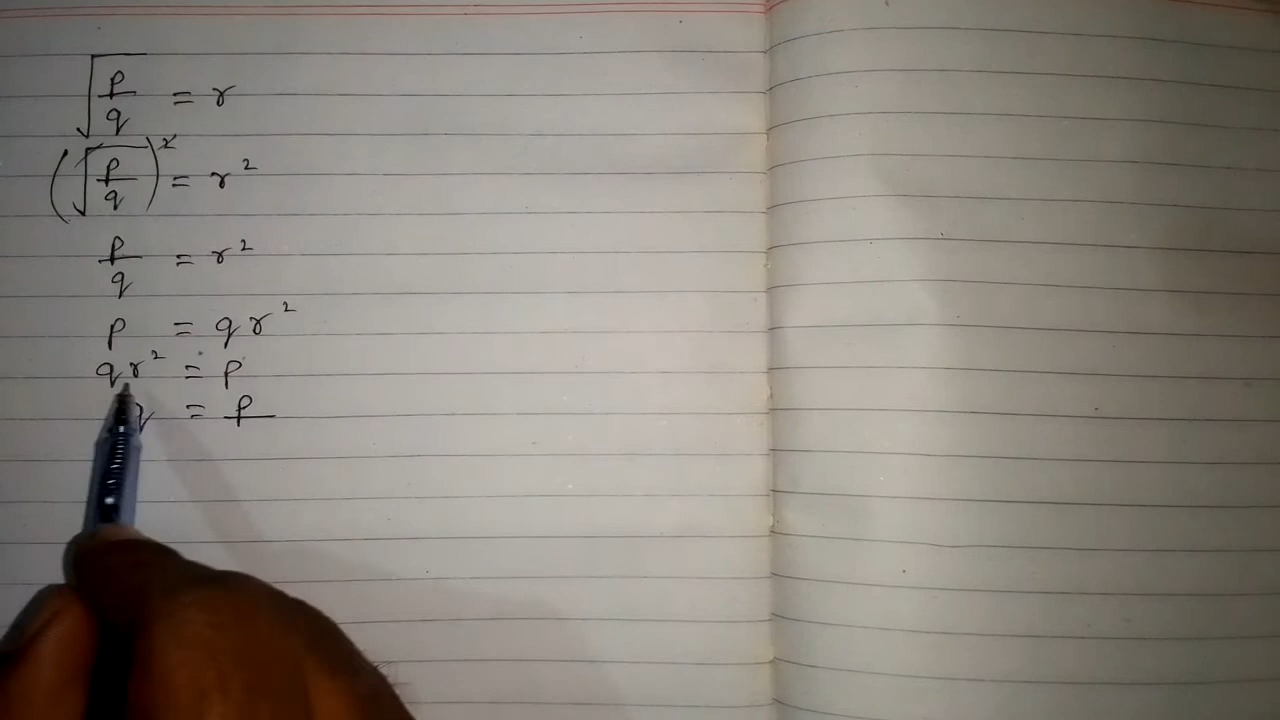 √(p/q) = r
(√(p/q))² = r²
p/q = r²
p = qr²
qr² = p
q = p/